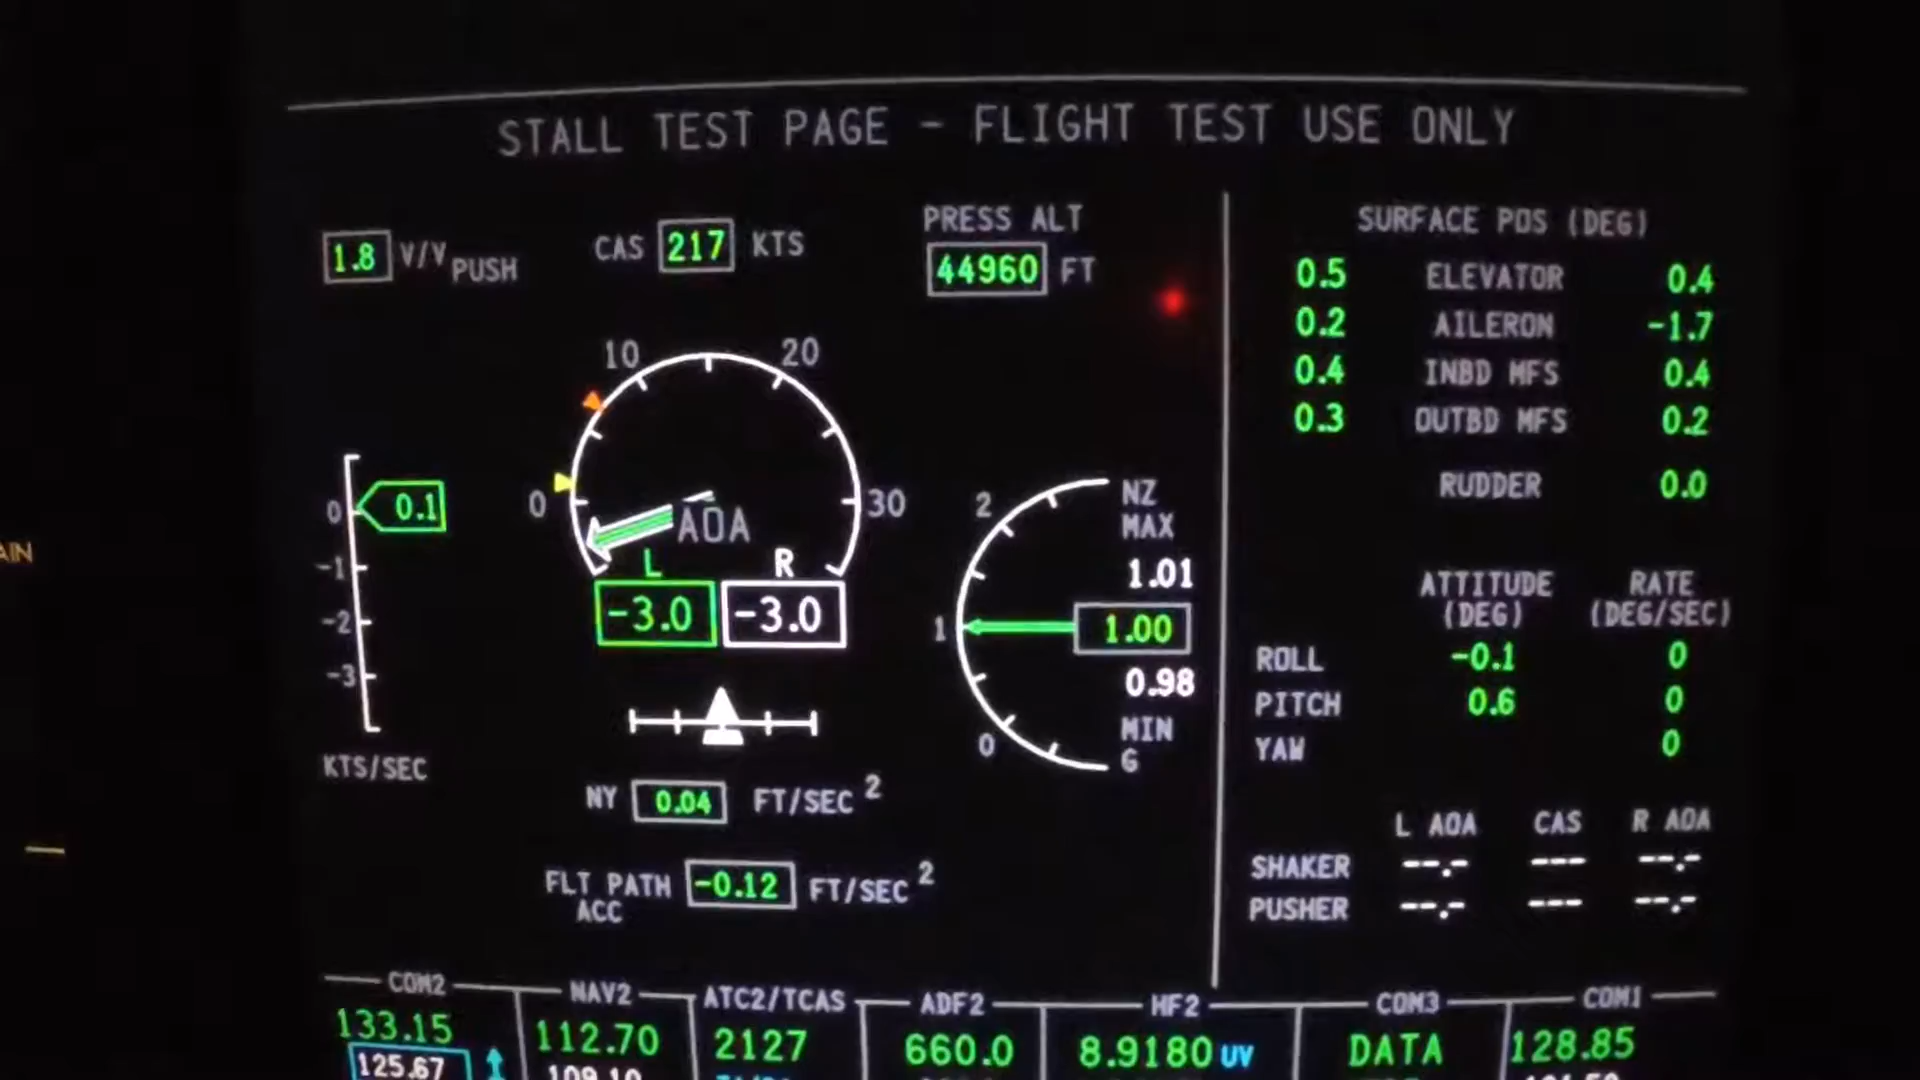 STALL TEST PAGE - FLIGHT TEST USE ONLY
1.8 V/V PUSH
CAS 217 KTS
PRESS ALT
44960 FT
SURFACE POS (DEG)
0.5 ELEVATOR 0.4
0.2 AILERON -1.7
0.4 INBD MFS 0.4
0.3 OUTBD MFS 0.2
RUDDER 0.0
10 20
0 30
AOA
L R
-3.0 -3.0
0 0.1
-1
-2
-3
KTS/SEC
2
1
0
NZ
MAX
1.01
1.00
0.98
MIN
G
ATTITUDE (DEG)
RATE (DEG/SEC)
ROLL -0.1 0
PITCH 0.6 0
YAW 0
NY 0.04 FT/SEC 2
FLT PATH ACC -0.12 FT/SEC 2
L AOA CAS R AOA
SHAKER --.- --- --.-
PUSHER --.- --- --.-
AIN
COM2 NAV2 ATC2/TCAS ADF2 HF2 COM3 COM1
133.15 112.70 2127 660.0 8.9180 UV DATA 128.85
125.67 109.10